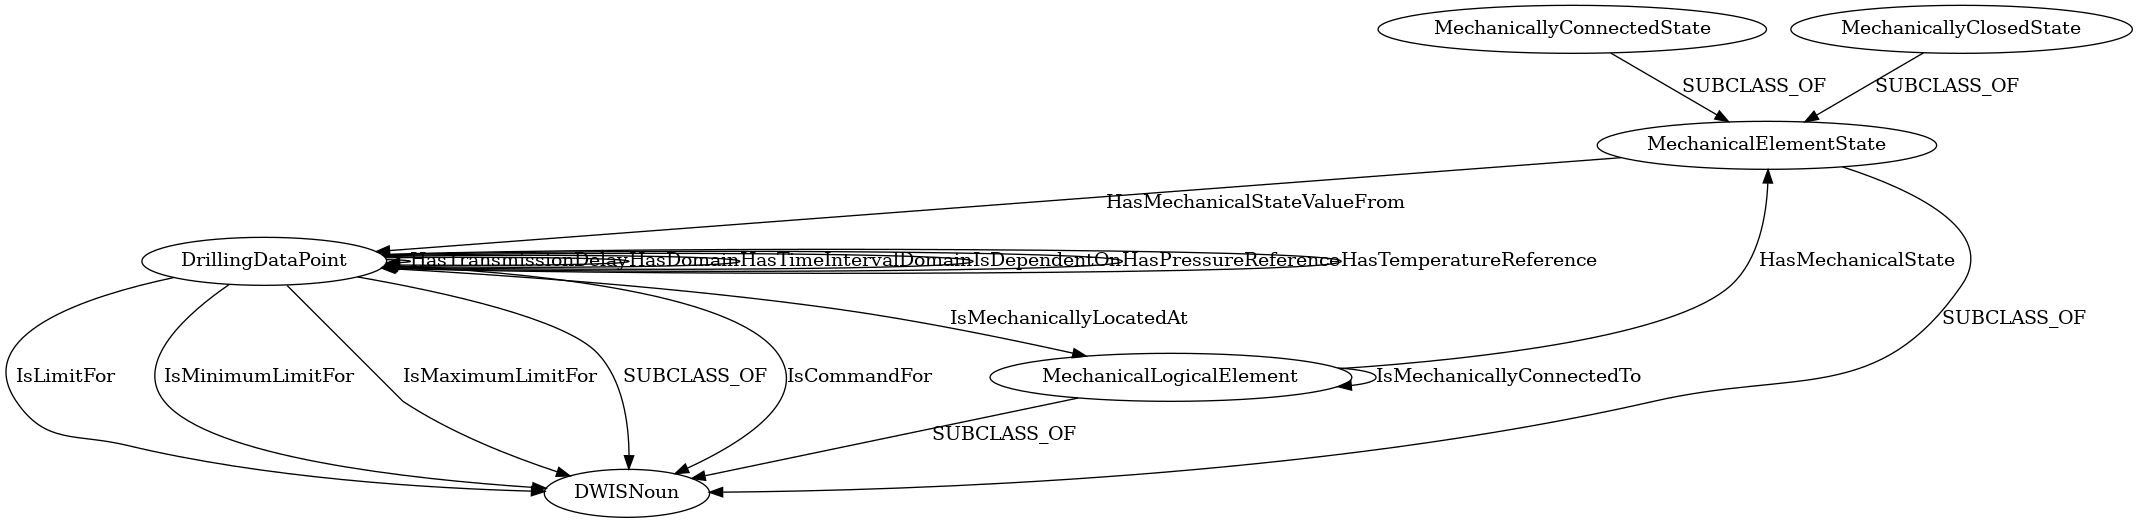 MechanicallyConnectedState
MechanicallyClosedState
SUBCLASS_OF
SUBCLASS_OF
MechanicalElementState
HasMechanicalStateValueFrom
DrillingDataPoint
HasTransmissionDelay
HasDomain
HasTimeIntervalDomain
IsDependentOn
HasPressureReference
HasTemperatureReference
HasMechanicalState
IsMechanicallyLocatedAt
SUBCLASS_OF
IsLimitFor
IsMinimumLimitFor
IsMaximumLimitFor
SUBCLASS_OF
IsCommandFor
MechanicalLogicalElement
IsMechanicallyConnectedTo
SUBCLASS_OF
DWISNoun